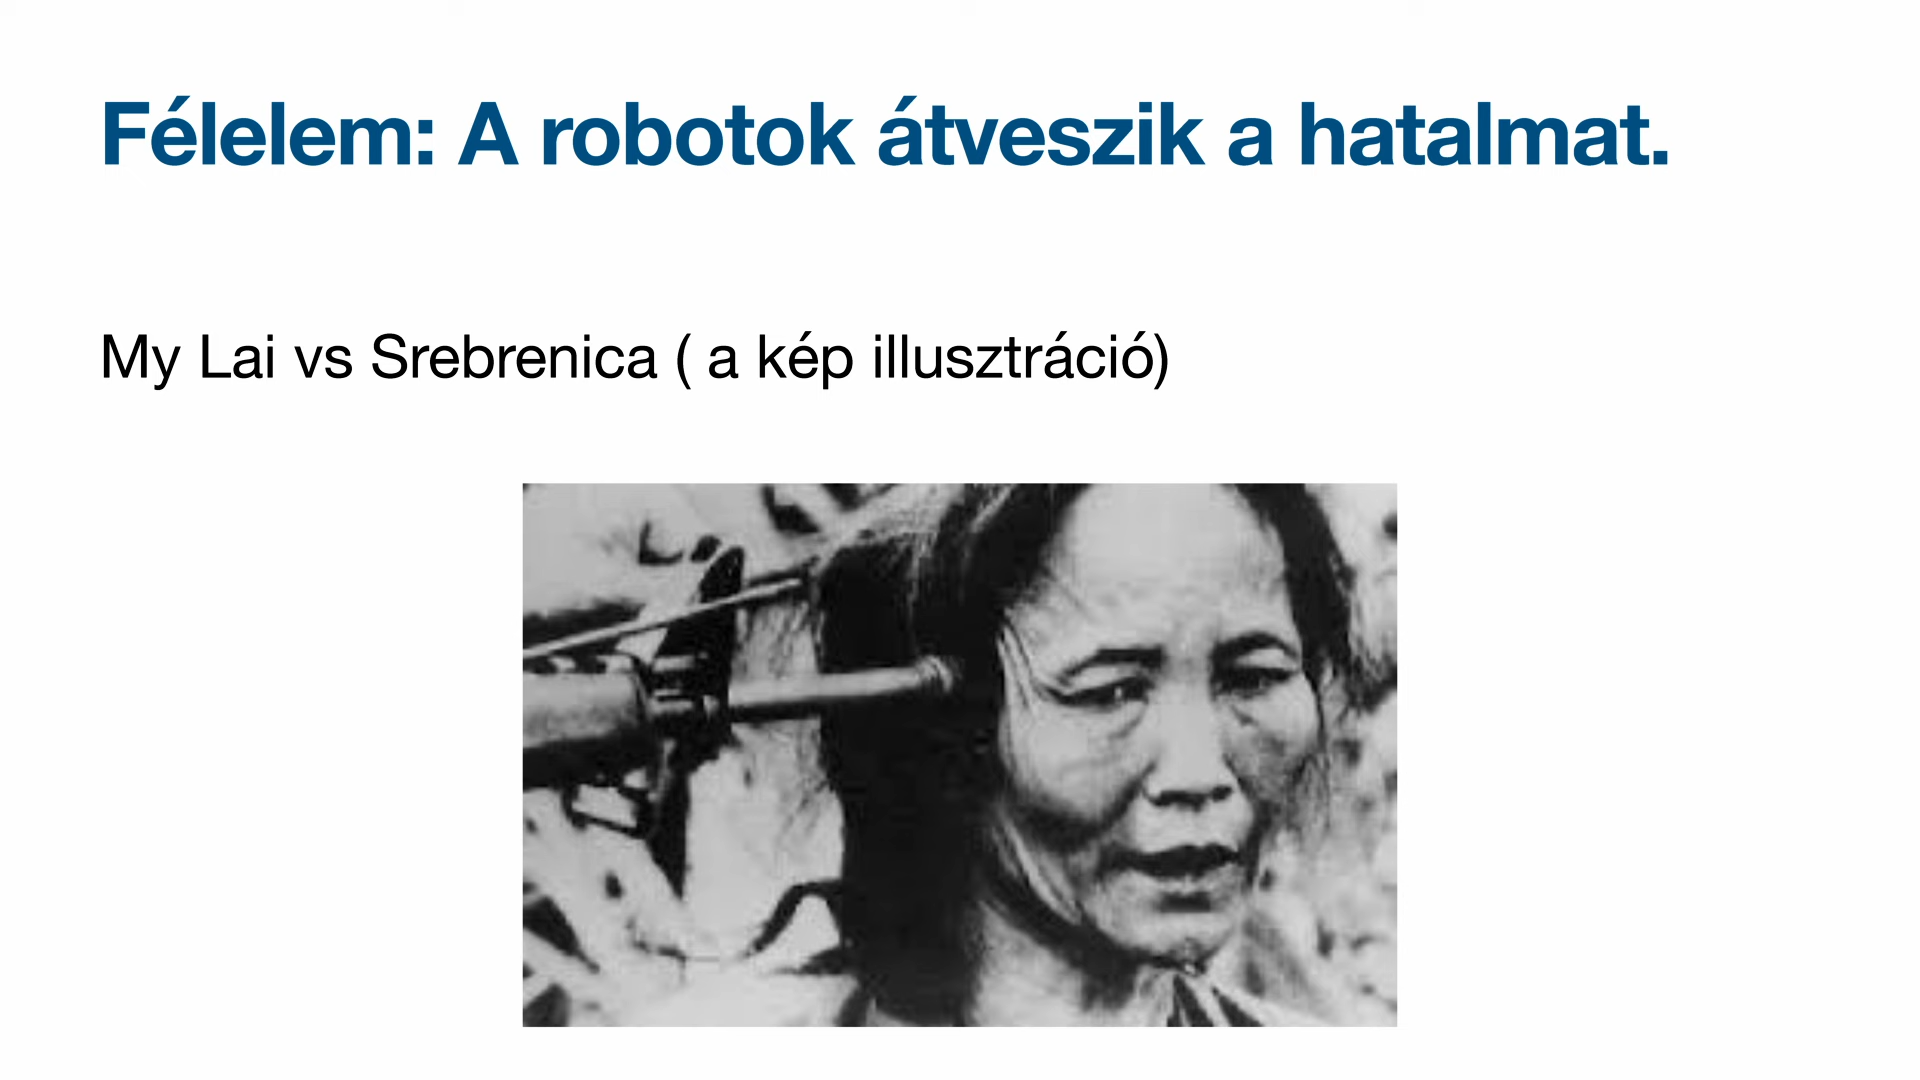 Félelem: A robotok átveszik a hatalmat.
My Lai vs Srebrenica ( a kép illusztráció)